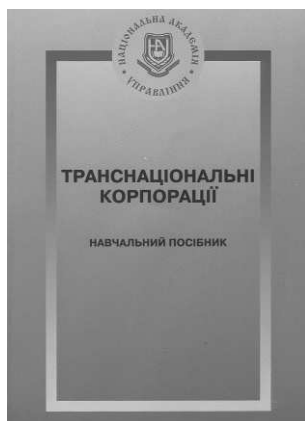 НАЦІОНАЛЬНА АКАДЕМІЯ
УПРАВЛІННЯ
ТРАНСНАЦІОНАЛЬНІ
КОРПОРАЦІЇ
НАВЧАЛЬНИЙ ПОСІБНИК